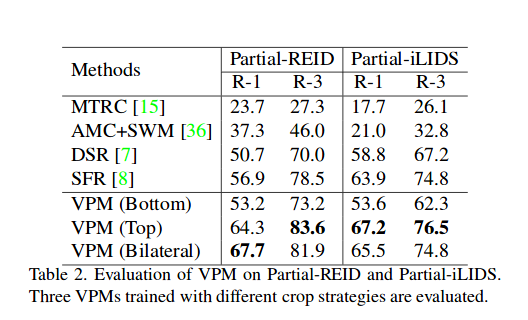 Methods Partial-REID Partial-iLIDS
R-1 R-3 R-1 R-3
MTRC [15] 23.7 27.3 17.7 26.1
AMC+SWM [36] 37.3 46.0 21.0 32.8
DSR [7] 50.7 70.0 58.8 67.2
SFR [8] 56.9 78.5 63.9 74.8
VPM (Bottom) 53.2 73.2 53.6 62.3
VPM (Top) 64.3 83.6 67.2 76.5
VPM (Bilateral) 67.7 81.9 65.5 74.8
Table 2. Evaluation of VPM on Partial-REID and Partial-iLIDS.
Three VPMs trained with different crop strategies are evaluated.